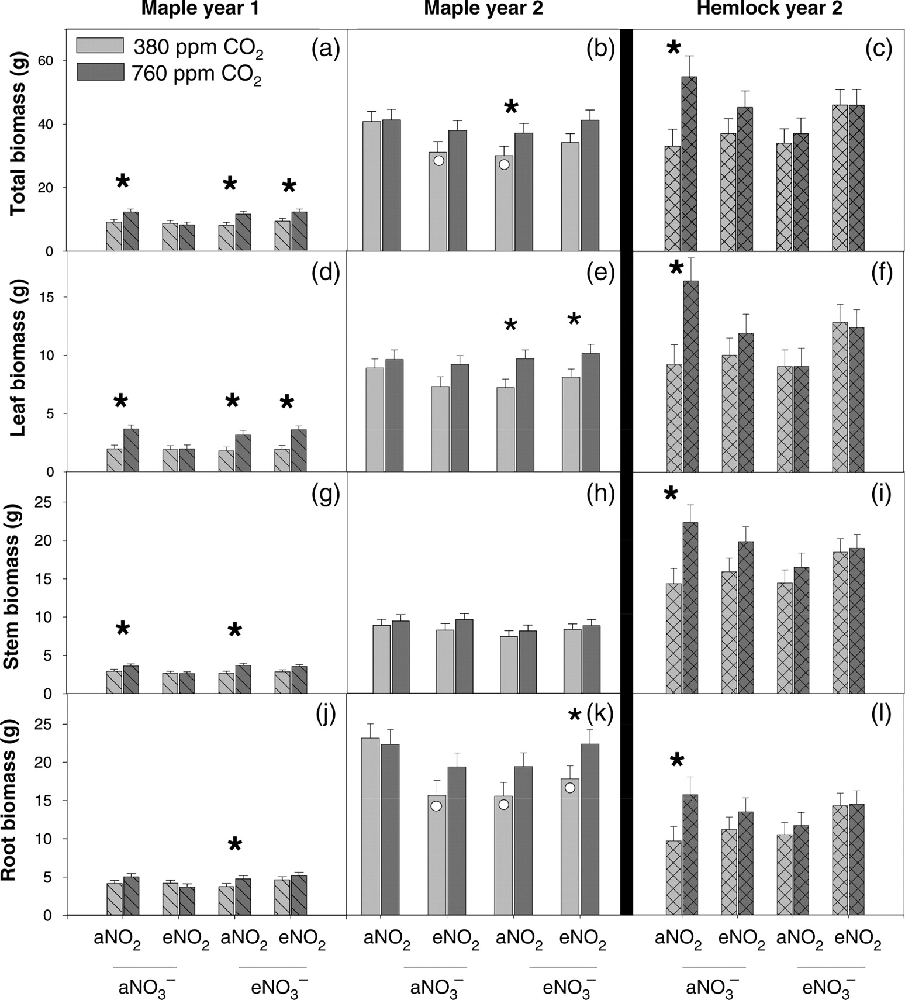 Maple year 1
Maple year 2
Hemlock year 2
380 ppm CO₂
760 ppm CO₂
(a)
(b)
(c)
Total biomass (g)
60
40
20
0
(d)
(e)
(f)
Leaf biomass (g)
15
10
5
0
(g)
(h)
(i)
Stem biomass (g)
25
20
15
10
5
0
(j)
(k)
(l)
Root biomass (g)
25
20
15
10
5
0
aNO₂ eNO₂ aNO₂ eNO₂
aNO₂ eNO₂ aNO₂ eNO₂
aNO₂ eNO₂ aNO₂ eNO₂
aNO₃⁻ eNO₃⁻
aNO₃⁻ eNO₃⁻
aNO₃⁻ eNO₃⁻